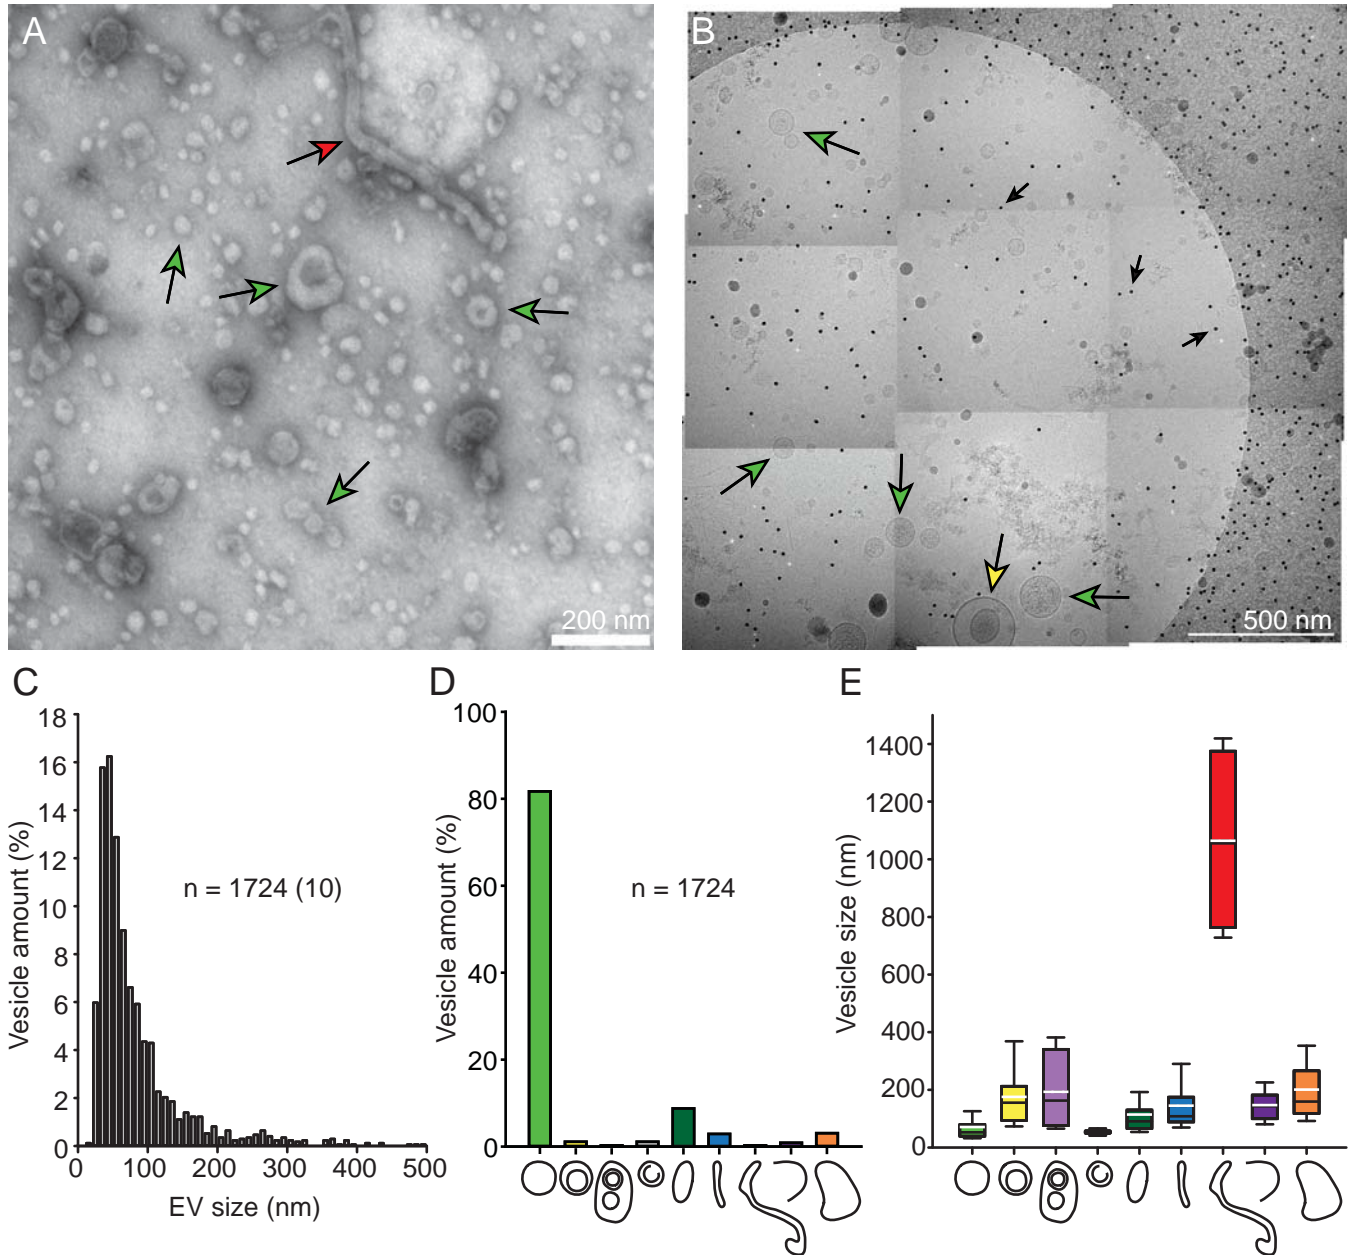 A
B
200 nm
500 nm
C
D
E
Vesicle amount (%)
18
16
14
12
10
8
6
4
2
0
n = 1724 (10)
0
100
200
300
400
500
EV size (nm)
Vesicle amount (%)
100
80
60
40
20
0
n = 1724
Vesicle size (nm)
1400
1200
1000
800
600
400
200
0